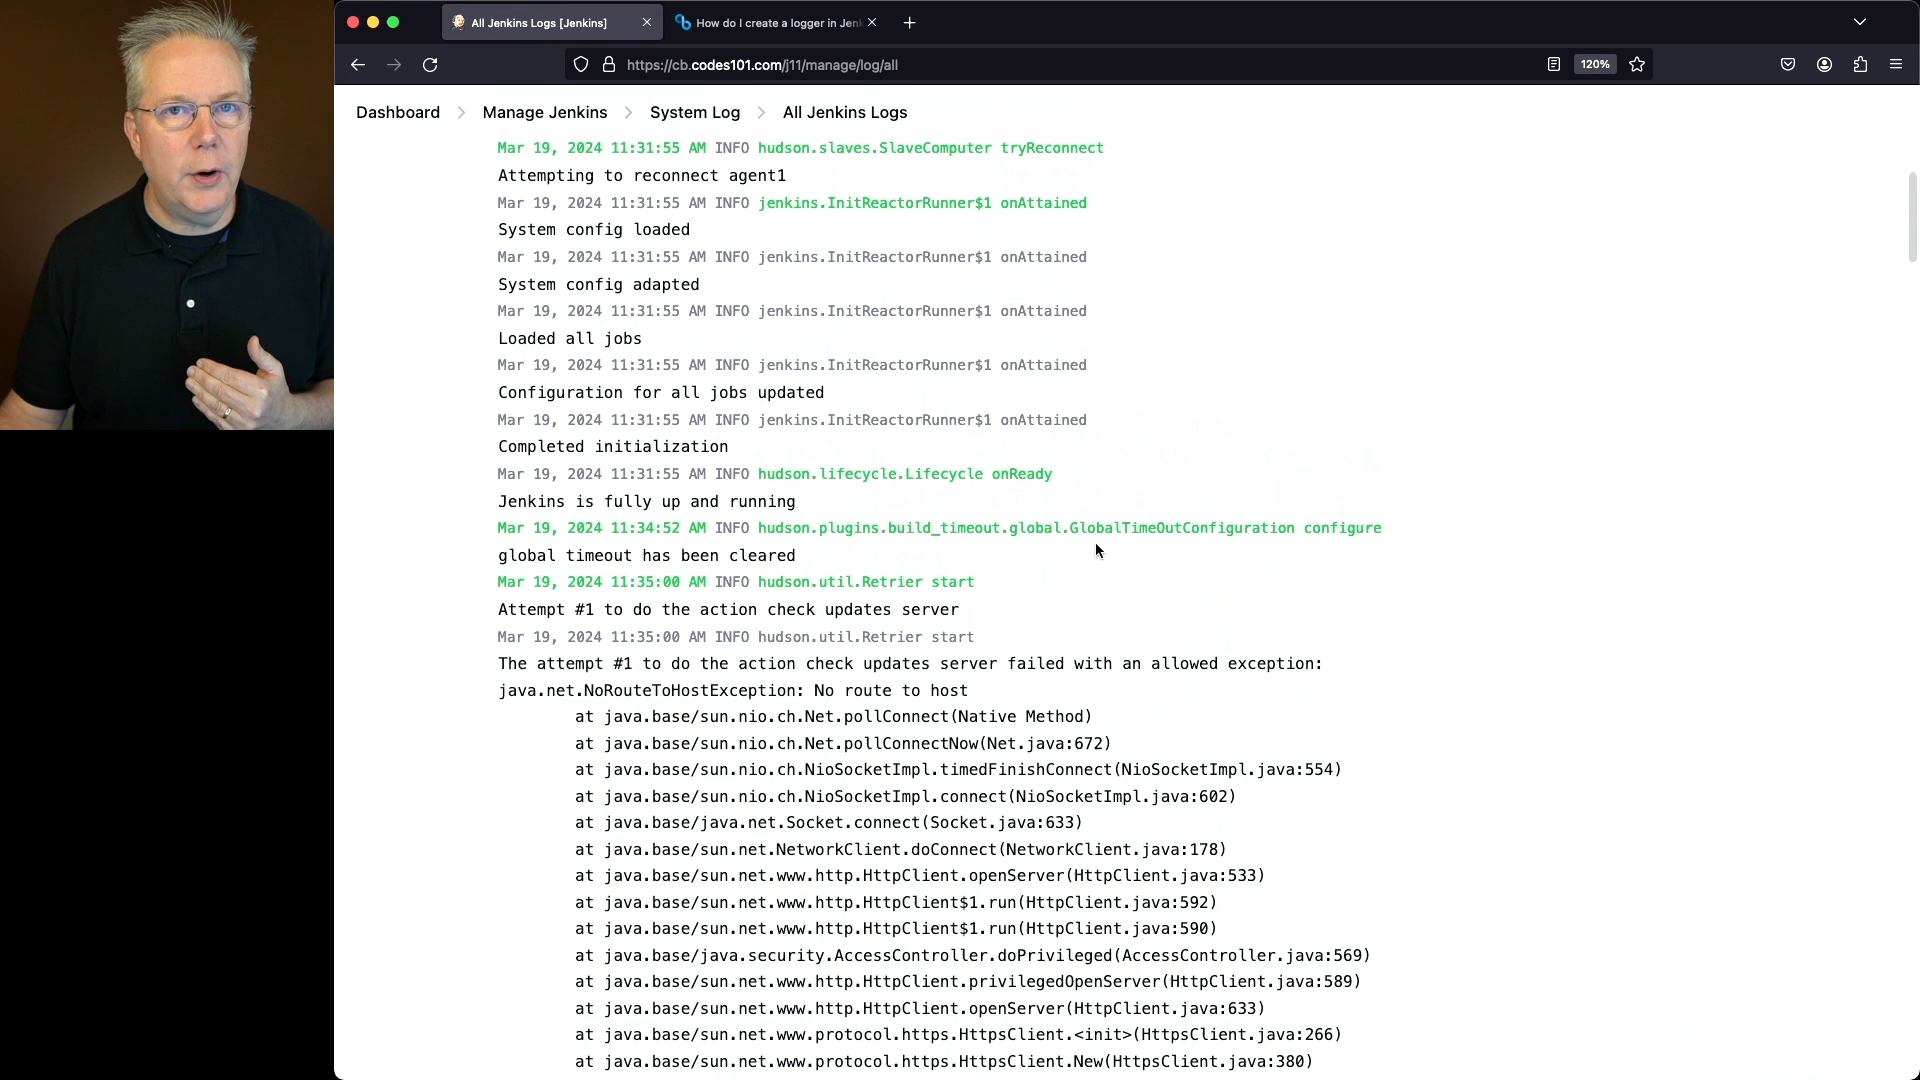 All Jenkins Logs [Jenkins]
How do I create a logger in Jen
https://cb.codes101.com/j11/manage/log/all
120%
Dashboard > Manage Jenkins > System Log > All Jenkins Logs
Mar 19, 2024 11:31:55 AM INFO hudson.slaves.SlaveComputer tryReconnect
Attempting to reconnect agent1
Mar 19, 2024 11:31:55 AM INFO jenkins.InitReactorRunner$1 onAttained
System config loaded
Mar 19, 2024 11:31:55 AM INFO jenkins.InitReactorRunner$1 onAttained
System config adapted
Mar 19, 2024 11:31:55 AM INFO jenkins.InitReactorRunner$1 onAttained
Loaded all jobs
Mar 19, 2024 11:31:55 AM INFO jenkins.InitReactorRunner$1 onAttained
Configuration for all jobs updated
Mar 19, 2024 11:31:55 AM INFO jenkins.InitReactorRunner$1 onAttained
Completed initialization
Mar 19, 2024 11:31:55 AM INFO hudson.lifecycle.Lifecycle onReady
Jenkins is fully up and running
Mar 19, 2024 11:34:52 AM INFO hudson.plugins.build_timeout.global.GlobalTimeOutConfiguration configure
global timeout has been cleared
Mar 19, 2024 11:35:00 AM INFO hudson.util.Retrier start
Attempt #1 to do the action check updates server
Mar 19, 2024 11:35:00 AM INFO hudson.util.Retrier start
The attempt #1 to do the action check updates server failed with an allowed exception:
java.net.NoRouteToHostException: No route to host
at java.base/sun.nio.ch.Net.pollConnect(Native Method)
at java.base/sun.nio.ch.Net.pollConnectNow(Net.java:672)
at java.base/sun.nio.ch.NioSocketImpl.timedFinishConnect(NioSocketImpl.java:554)
at java.base/sun.nio.ch.NioSocketImpl.connect(NioSocketImpl.java:602)
at java.base/java.net.Socket.connect(Socket.java:633)
at java.base/sun.net.NetworkClient.doConnect(NetworkClient.java:178)
at java.base/sun.net.www.http.HttpClient.openServer(HttpClient.java:533)
at java.base/sun.net.www.http.HttpClient$1.run(HttpClient.java:592)
at java.base/sun.net.www.http.HttpClient$1.run(HttpClient.java:590)
at java.base/java.security.AccessController.doPrivileged(AccessController.java:569)
at java.base/sun.net.www.http.HttpClient.privilegedOpenServer(HttpClient.java:589)
at java.base/sun.net.www.http.HttpClient.openServer(HttpClient.java:633)
at java.base/sun.net.www.protocol.https.HttpsClient.<init>(HttpsClient.java:266)
at java.base/sun.net.www.protocol.https.HttpsClient.New(HttpsClient.java:380)